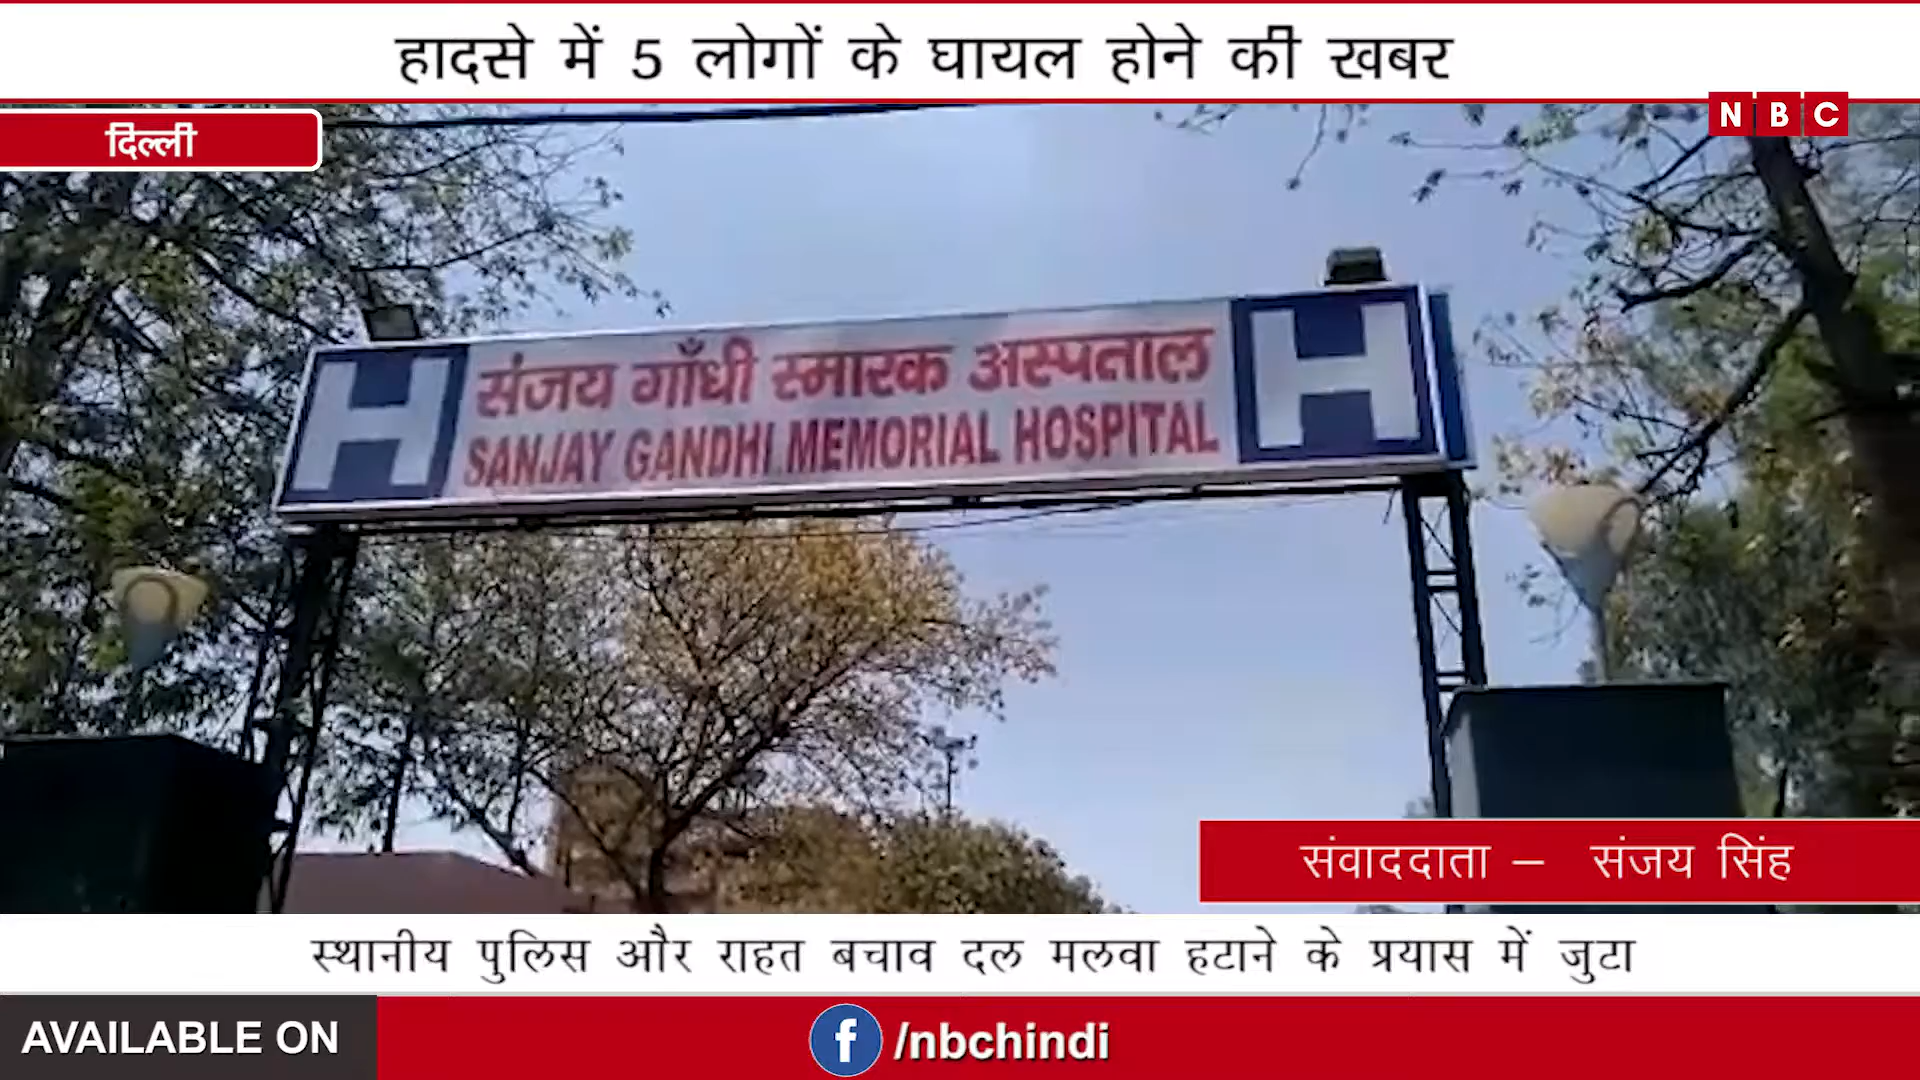 हादसे में 5 लोगों के घायल होने की खबर
दिल्ली
N B C
H संजय गाँधी स्मारक अस्पताल H
SANJAY GANDHI MEMORIAL HOSPITAL
संवाददाता – संजय सिंह
स्थानीय पुलिस और राहत बचाव दल मलवा हटाने के प्रयास में जुटा
AVAILABLE ON
f /nbchindi